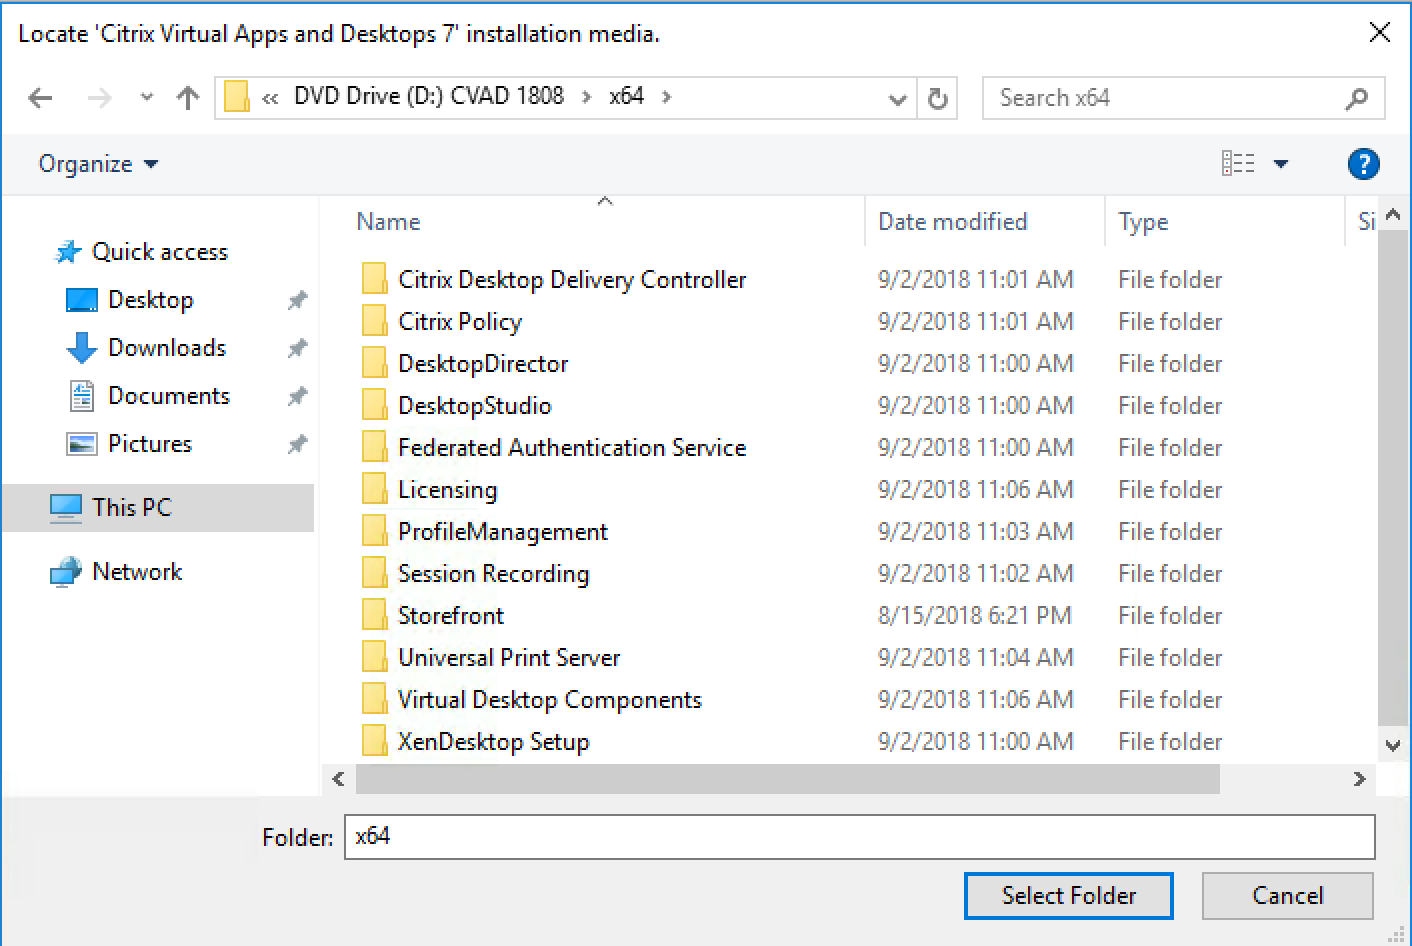 Locate 'Citrix Virtual Apps and Desktops 7' installation media.
« DVD Drive (D:) CVAD 1808 › x64 › Search x64
Organize
Name Date modified Type Si
Quick access
Desktop
Downloads
Documents
Pictures
This PC
Network
Citrix Desktop Delivery Controller 9/2/2018 11:01 AM File folder
Citrix Policy 9/2/2018 11:01 AM File folder
DesktopDirector 9/2/2018 11:00 AM File folder
DesktopStudio 9/2/2018 11:00 AM File folder
Federated Authentication Service 9/2/2018 11:00 AM File folder
Licensing 9/2/2018 11:06 AM File folder
ProfileManagement 9/2/2018 11:03 AM File folder
Session Recording 9/2/2018 11:02 AM File folder
Storefront 8/15/2018 6:21 PM File folder
Universal Print Server 9/2/2018 11:04 AM File folder
Virtual Desktop Components 9/2/2018 11:06 AM File folder
XenDesktop Setup 9/2/2018 11:00 AM File folder
Folder: x64
Select Folder Cancel